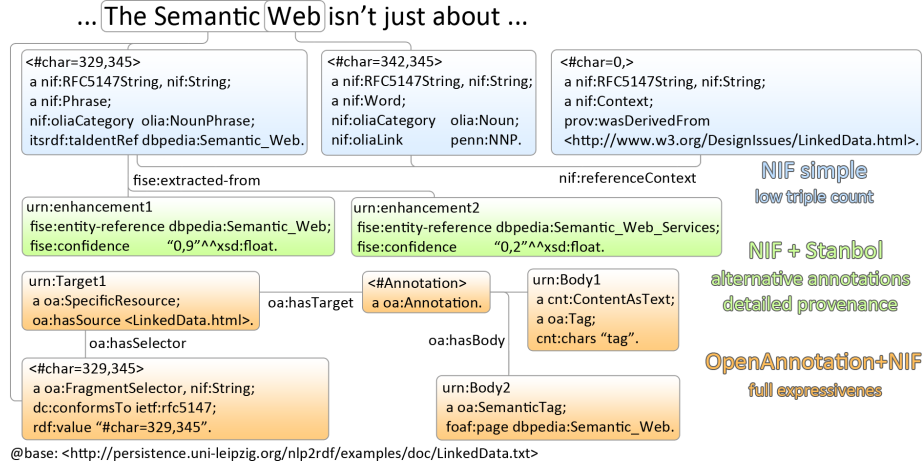 ... The Semantic Web isn’t just about ...
<#char=329,345>
a nif:RFC5147String, nif:String;
a nif:Phrase;
nif:oliaCategory olia:NounPhrase;
itsrdf:taIdentRef dbpedia:Semantic_Web.
<#char=342,345>
a nif:RFC5147String, nif:String;
a nif:Word;
nif:oliaCategory olia:Noun;
nif:oliaLink penn:NNP.
<#char=0,>
a nif:RFC5147String, nif:String;
a nif:Context;
prov:wasDerivedFrom
<http://www.w3.org/DesignIssues/LinkedData.html>.
fise:extracted-from
nif:referenceContext
NIF simple
low triple count
urn:enhancement1
fise:entity-reference dbpedia:Semantic_Web;
fise:confidence “0,9”^^xsd:float.
urn:enhancement2
fise:entity-reference dbpedia:Semantic_Web_Services;
fise:confidence “0,2”^^xsd:float.
NIF + Stanbol
alternative annotations
detailed provenance
urn:Target1
a oa:SpecificResource;
oa:hasSource <LinkedData.html>.
oa:hasTarget
<#Annotation>
a oa:Annotation.
urn:Body1
a cnt:ContentAsText;
a oa:Tag;
cnt:chars “tag”.
oa:hasSelector
oa:hasBody
<#char=329,345>
a oa:FragmentSelector, nif:String;
dc:conformsTo ietf:rfc5147;
rdf:value “#char=329,345”.
urn:Body2
a oa:SemanticTag;
foaf:page dbpedia:Semantic_Web.
OpenAnnotation+NIF
full expressivenes
@base: <http://persistence.uni-leipzig.org/nlp2rdf/examples/doc/LinkedData.txt>